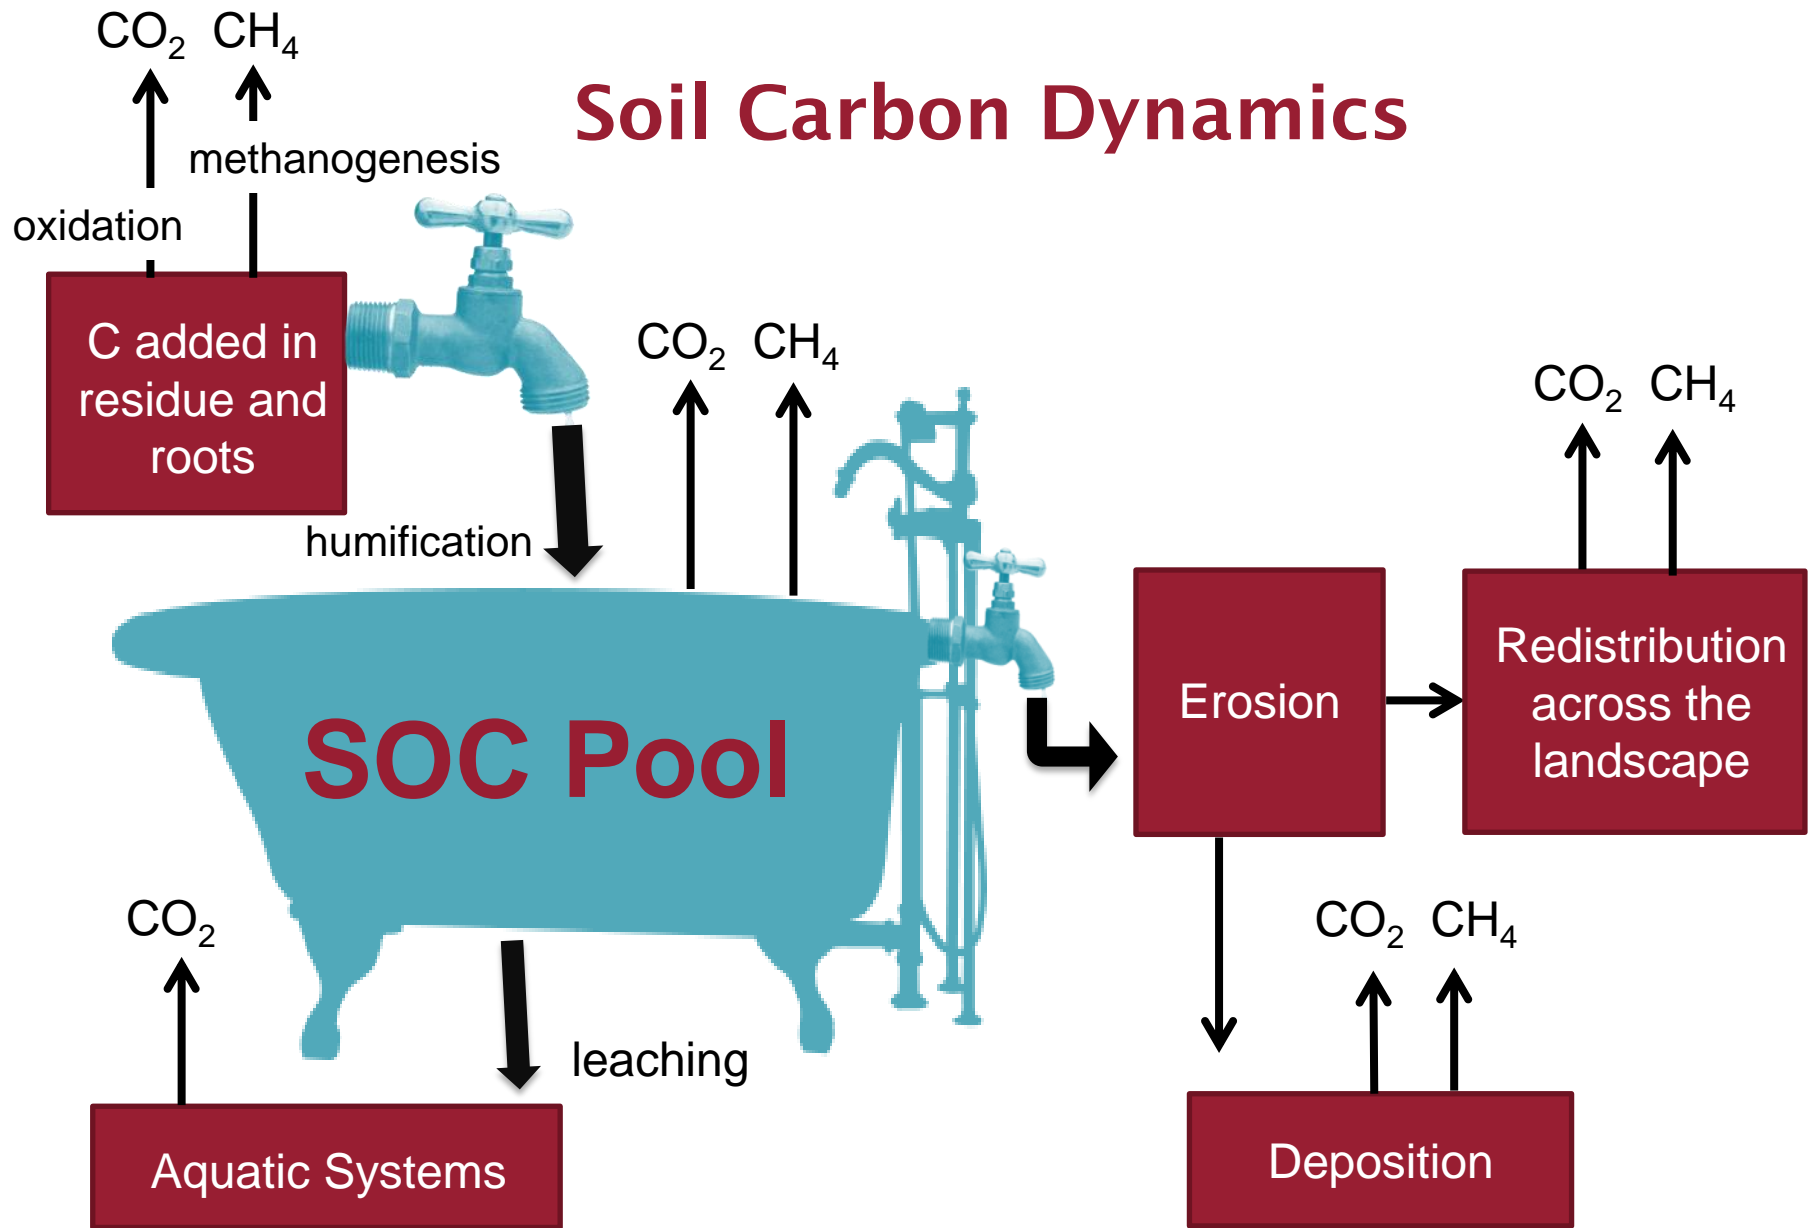 CO₂ CH₄
Soil Carbon Dynamics
methanogenesis
oxidation
C added in
residue and
roots
humification
CO₂ CH₄
CO₂ CH₄
SOC Pool
Erosion
Redistribution
across the
landscape
CO₂
leaching
Aquatic Systems
CO₂ CH₄
Deposition